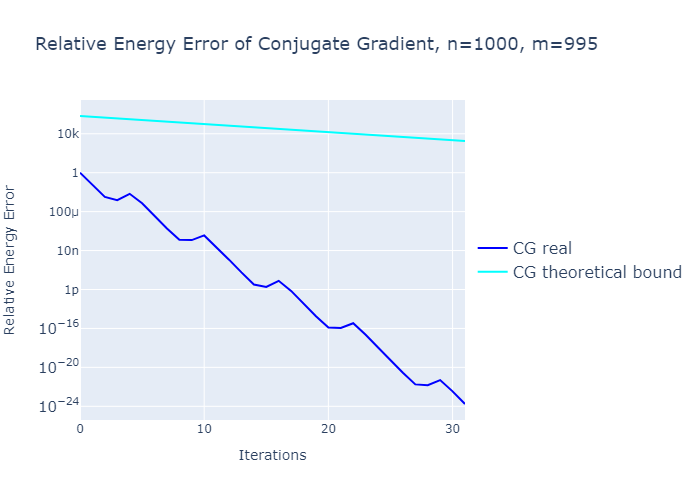 Relative Energy Error of Conjugate Gradient, n=1000, m=995
10k
1
100μ
10n
1p
10−16
10−20
10−24
Relative Energy Error
0 10 20 30
Iterations
CG real
CG theoretical bound